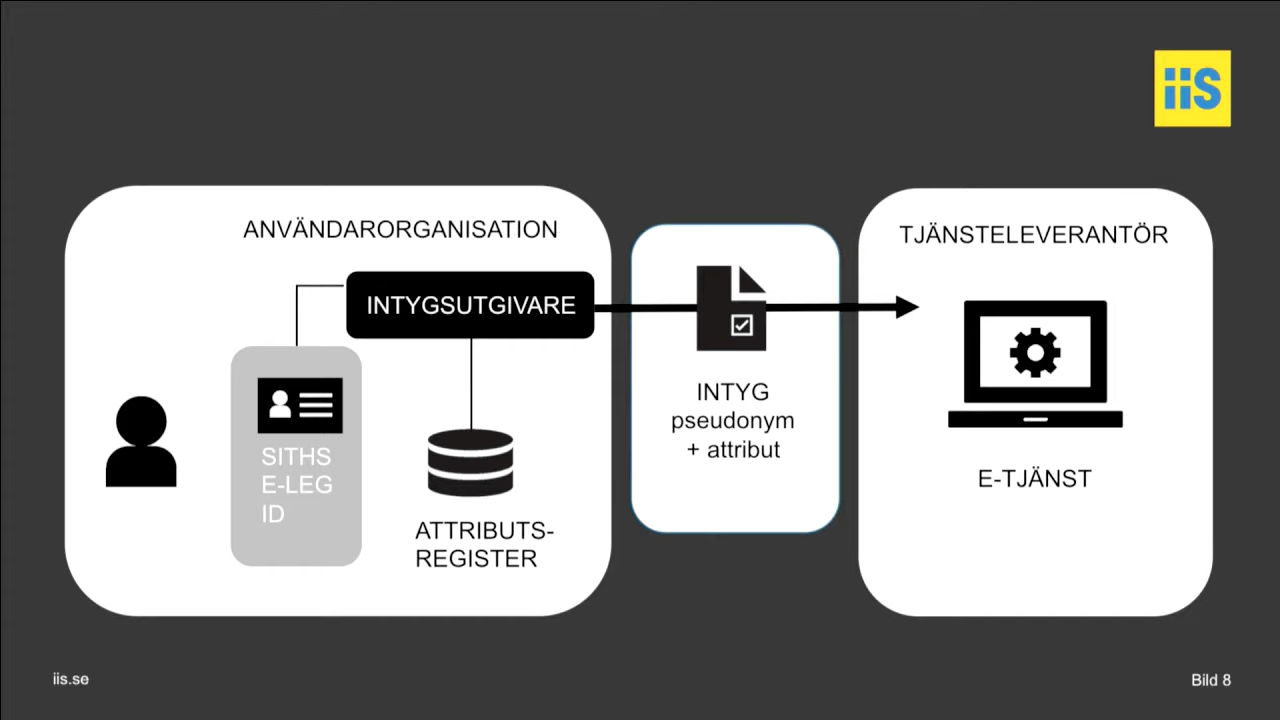 iis
ANVÄNDARORGANISATION
INTYGSUTGIVARE
SITHS
E-LEG
ID
ATTRIBUTS-
REGISTER
INTYG
pseudonym
+ attribut
TJÄNSTELEVERANTÖR
E-TJÄNST
iis.se
Bild 8